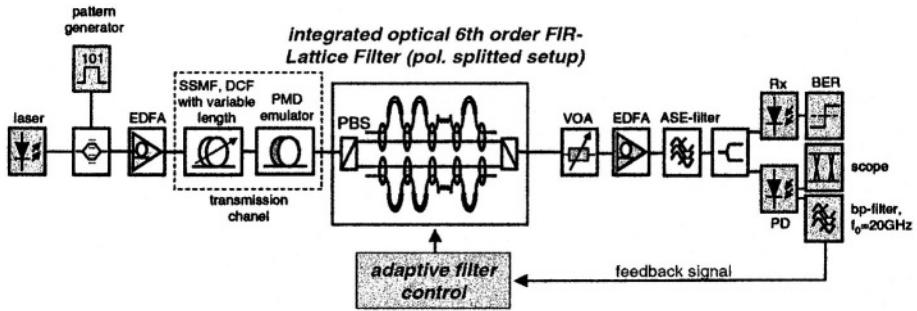 pattern
generator
101
integrated optical 6th order FIR-
Lattice Filter (pol. splitted setup)
laser
EDFA
SSMF, DCF
with variable
length
PMD
emulator
transmission
chanel
PBS
VOA
EDFA
ASE-filter
Rx
BER
scope
PD
bp-filter,
f0=20GHz
adaptive filter
control
feedback signal